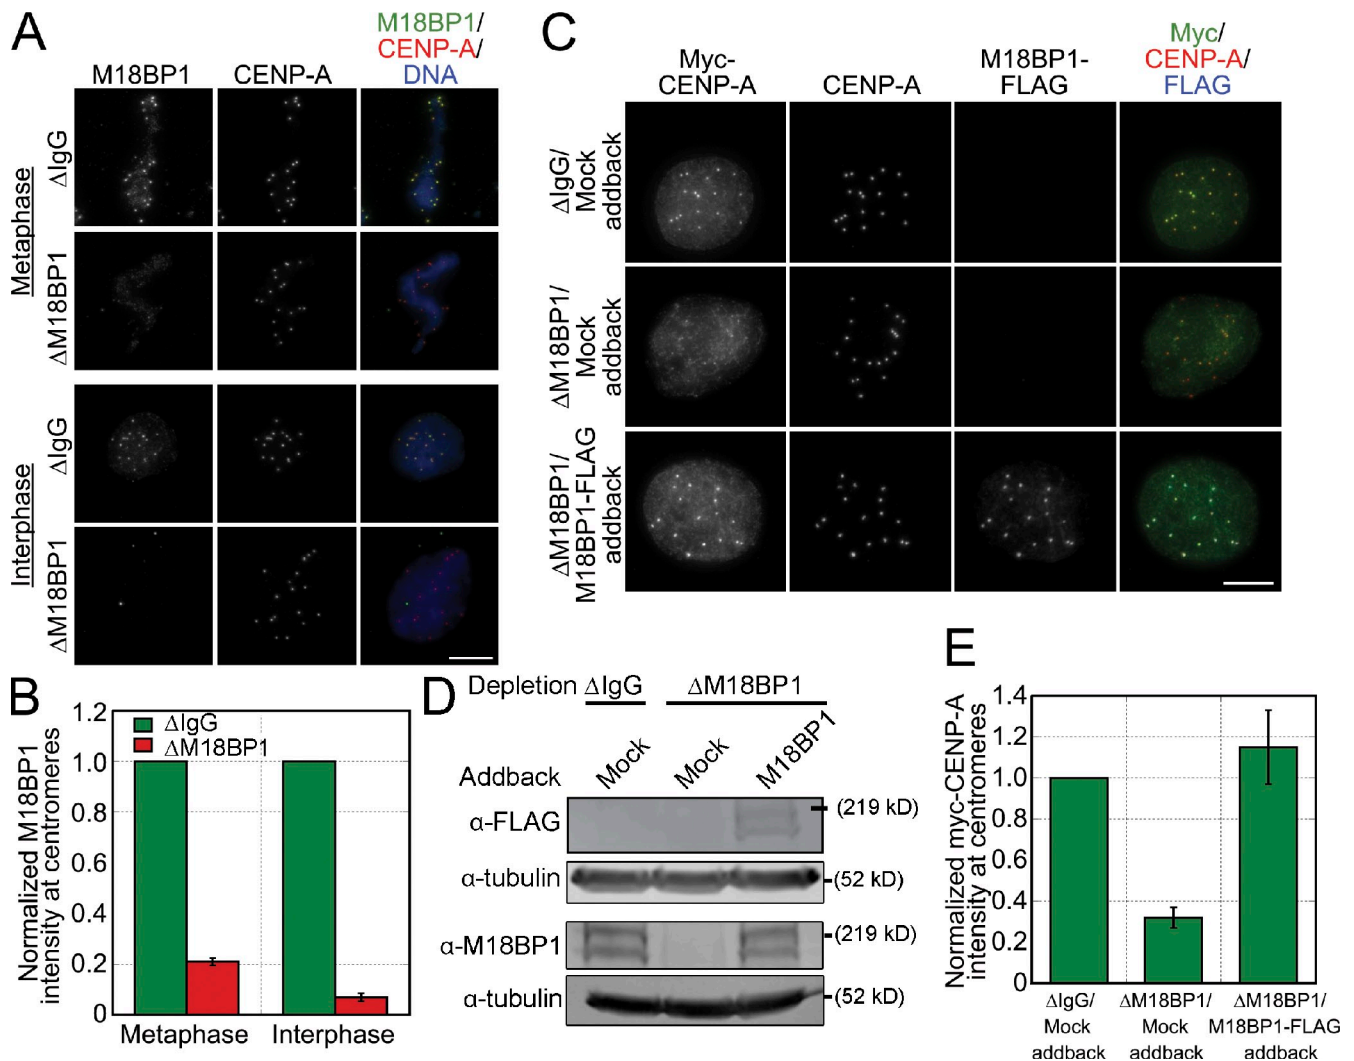 A
M18BP1
CENP-A
M18BP1/
CENP-A/
DNA
Metaphase
ΔIgG
ΔM18BP1
Interphase
ΔIgG
ΔM18BP1
C
Myc-
CENP-A
CENP-A
M18BP1-
FLAG
Myc/
CENP-A/
FLAG
ΔIgG/
Mock
addback
ΔM18BP1/
Mock
addback
ΔM18BP1/
M18BP1-FLAG
addback
B
Normalized M18BP1
intensity at centromeres
1.2
1.0
0.8
0.6
0.4
0.2
0
ΔIgG
ΔM18BP1
Metaphase
Interphase
D
Depletion ΔIgG ΔM18BP1
Addback Mock Mock M18BP1
α-FLAG (219 kD)
α-tubulin (52 kD)
α-M18BP1 (219 kD)
α-tubulin (52 kD)
E
Normalized myc-CENP-A
intensity at centromeres
1.4
1.2
1.0
0.8
0.6
0.4
0.2
0
ΔIgG/
Mock
addback
ΔM18BP1/
Mock
addback
ΔM18BP1/
M18BP1-FLAG
addback